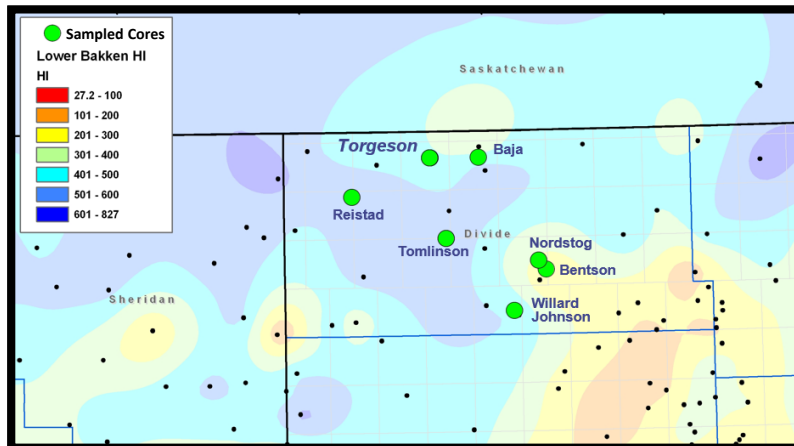 Sampled Cores
Lower Bakken HI
HI
27.2 - 100
101 - 200
201 - 300
301 - 400
401 - 500
501 - 600
601 - 827
Saskatchewan
Torgeson
Baja
Reistad
Divide
Tomlinson
Nordstog
Bentson
Sheridan
Willard
Johnson